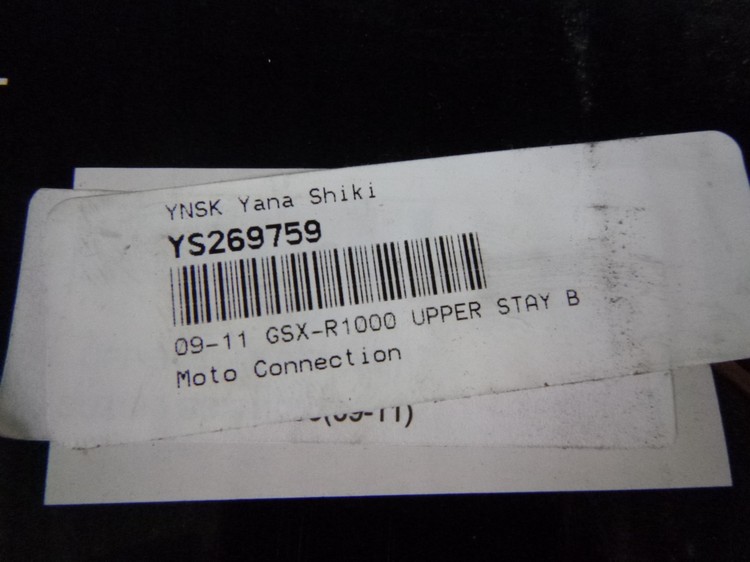 YNSK Yana Shiki
YS269759
09-11 GSX-R1000 UPPER STAY B
Moto Connection
(09-11)